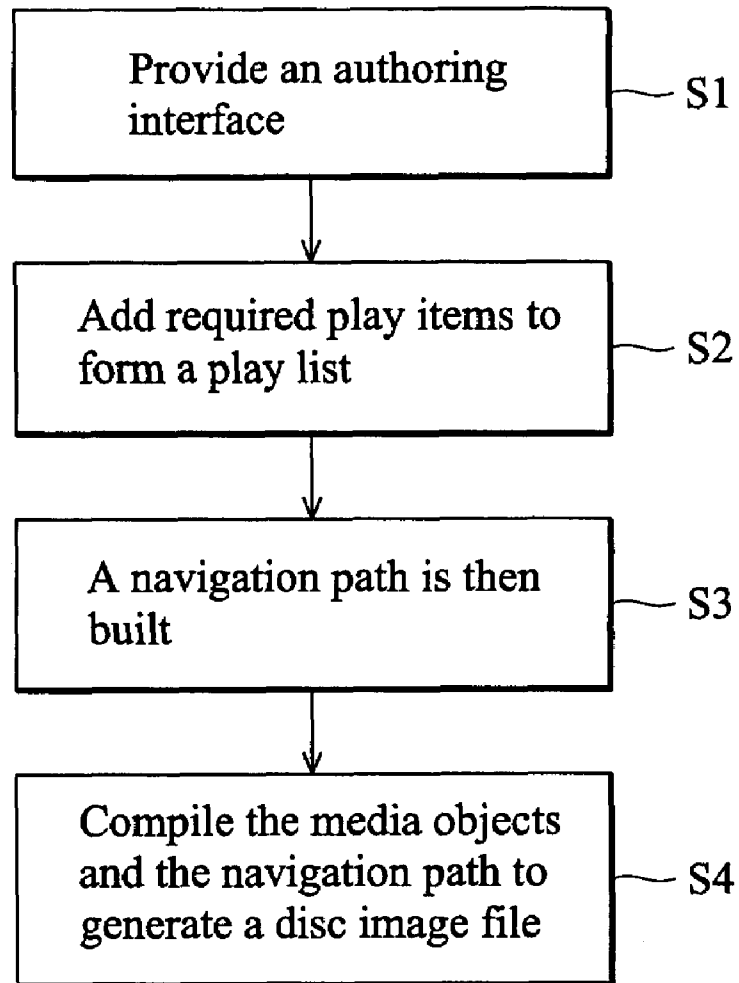 Provide an authoring
interface
S1
Add required play items to
form a play list
S2
A navigation path is then
built
S3
Compile the media objects
and the navigation path to
generate a disc image file
S4